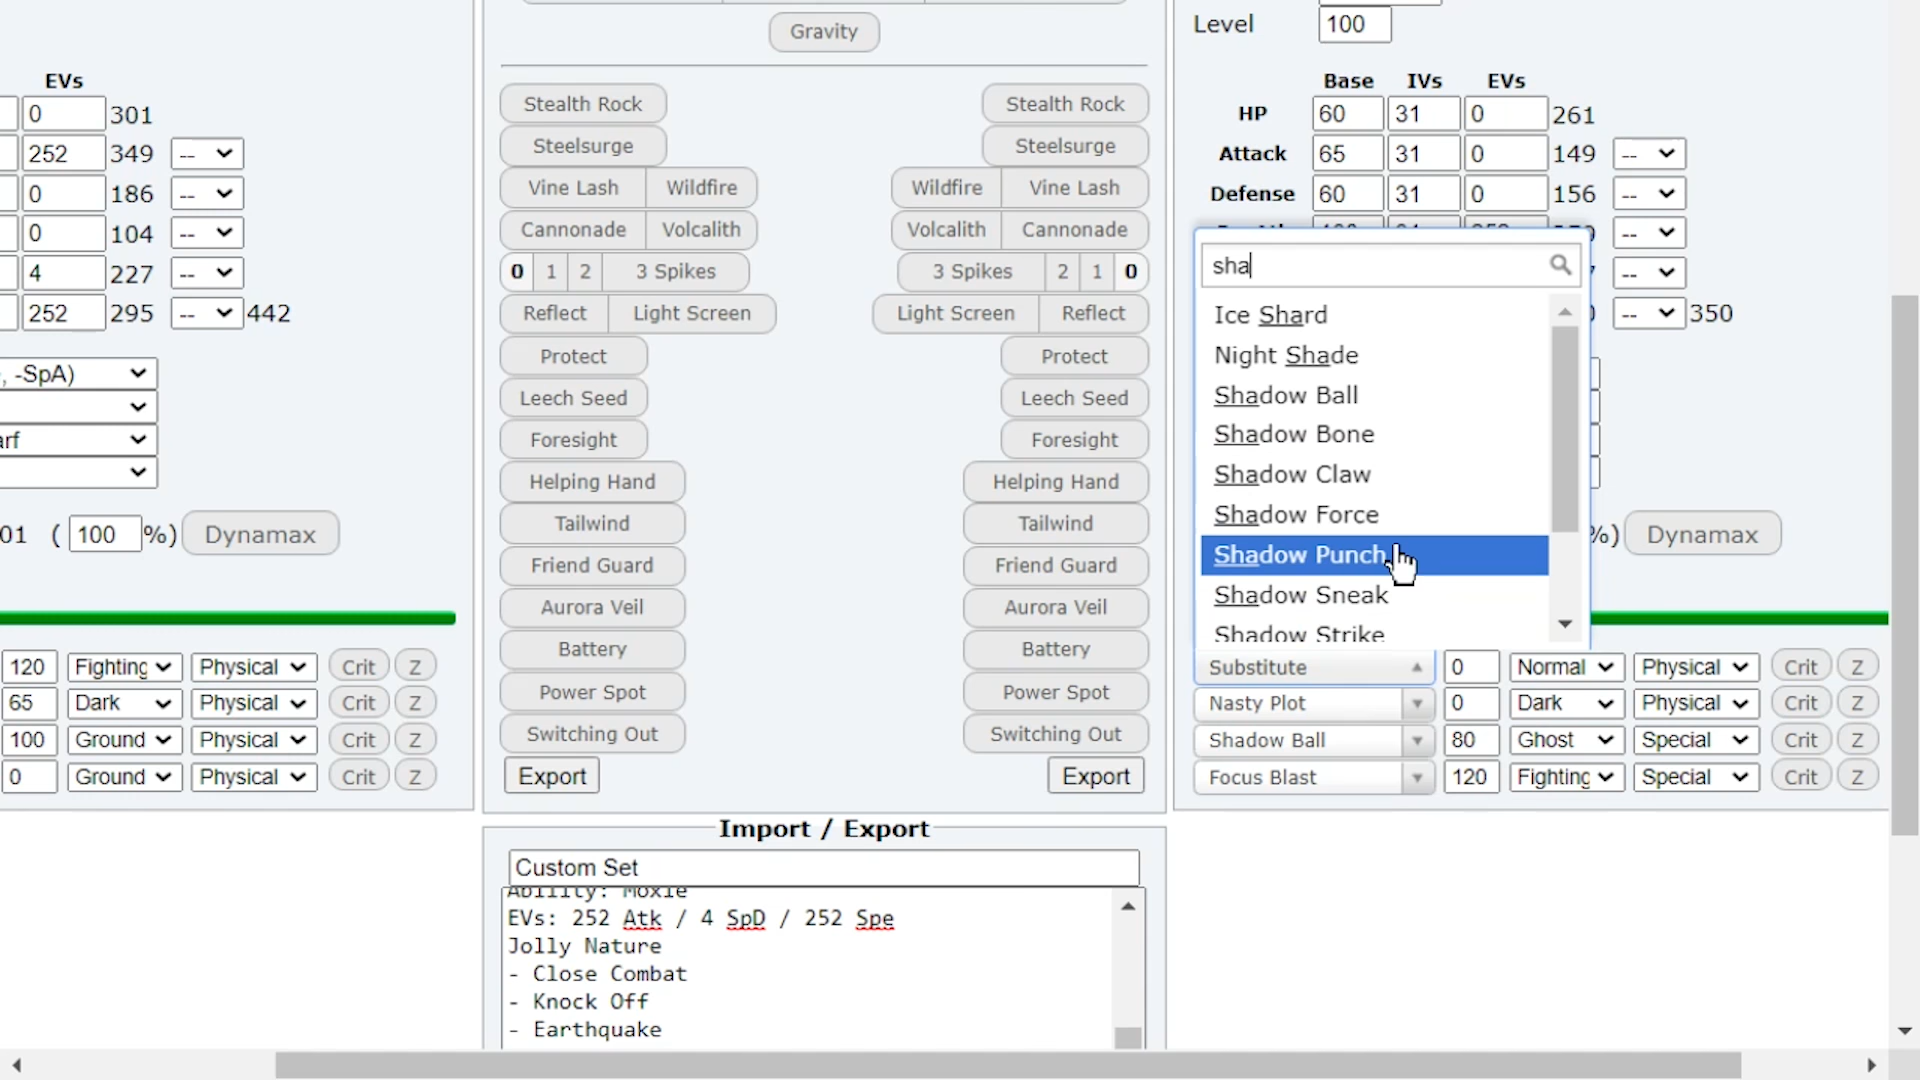 EVs
0 301
252 349 --
0 186 --
0 104 --
4 227 --
252 295 -- 442
, -SpA)
arf
01 ( 100 %) Dynamax
120 Fighting Physical Crit Z
65 Dark Physical Crit Z
100 Ground Physical Crit Z
0 Ground Physical Crit Z
Gravity
Stealth Rock Stealth Rock
Steelsurge Steelsurge
Vine Lash Wildfire Wildfire Vine Lash
Cannonade Volcalith Volcalith Cannonade
0 1 2 3 Spikes 3 Spikes 2 1 0
Reflect Light Screen Light Screen Reflect
Protect Protect
Leech Seed Leech Seed
Foresight Foresight
Helping Hand Helping Hand
Tailwind Tailwind
Friend Guard Friend Guard
Aurora Veil Aurora Veil
Battery Battery
Power Spot Power Spot
Switching Out Switching Out
Export Export
Import / Export
Custom Set
Ability: Moxie
EVs: 252 Atk / 4 SpD / 252 Spe
Jolly Nature
- Close Combat
- Knock Off
- Earthquake
Level 100
Base IVs EVs
HP 60 31 0 261
Attack 65 31 0 149 --
Defense 60 31 0 156 --
--
--
-- 350
sha
Ice Shard
Night Shade
Shadow Ball
Shadow Bone
Shadow Claw
Shadow Force
Shadow Punch
Shadow Sneak
Shadow Strike
%) Dynamax
Substitute 0 Normal Physical Crit Z
Nasty Plot 0 Dark Physical Crit Z
Shadow Ball 80 Ghost Special Crit Z
Focus Blast 120 Fighting Special Crit Z